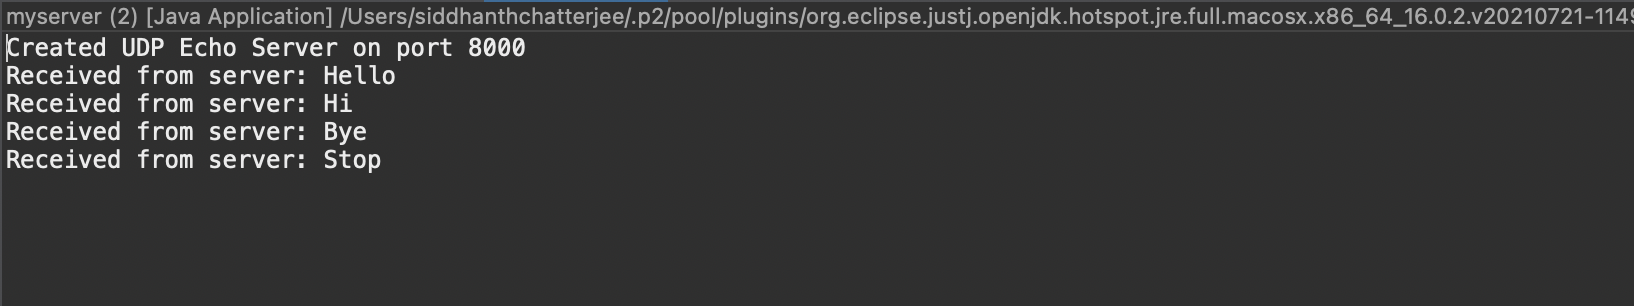 myserver (2) [Java Application] /Users/siddhanthchatterjee/.p2/pool/plugins/org.eclipse.justj.openjdk.hotspot.jre.full.macosx.x86_64_16.0.2.v20210721-1149
Created UDP Echo Server on port 8000
Received from server: Hello
Received from server: Hi
Received from server: Bye
Received from server: Stop